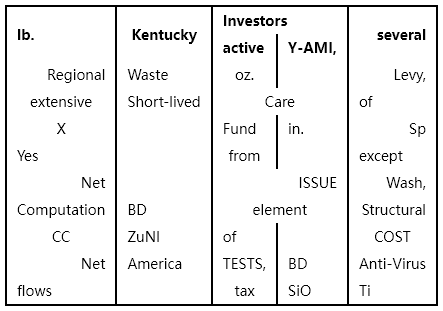 lb. Kentucky Investors several
active Y-AMI,
Regional Waste oz. Levy,
extensive Short-lived Care of
X Fund in. Sp
Yes from except
Net ISSUE Wash,
Computation BD element Structural
CC ZuNI of COST
Net America TESTS, BD Anti-Virus
flows tax SiO Ti